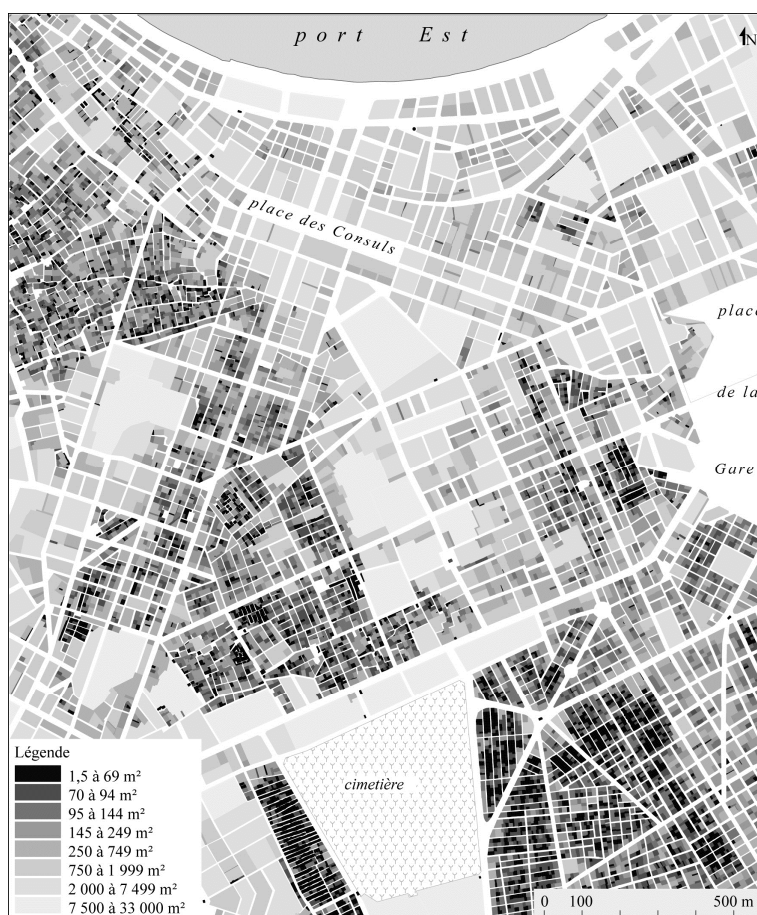 port Est
N
place des Consuls
place
de la
Gare
cimetière
Légende
1,5 à 69 m²
70 à 94 m²
95 à 144 m²
145 à 249 m²
250 à 749 m²
750 à 1 999 m²
2 000 à 7 499 m²
7 500 à 33 000 m²
0 100 500 m